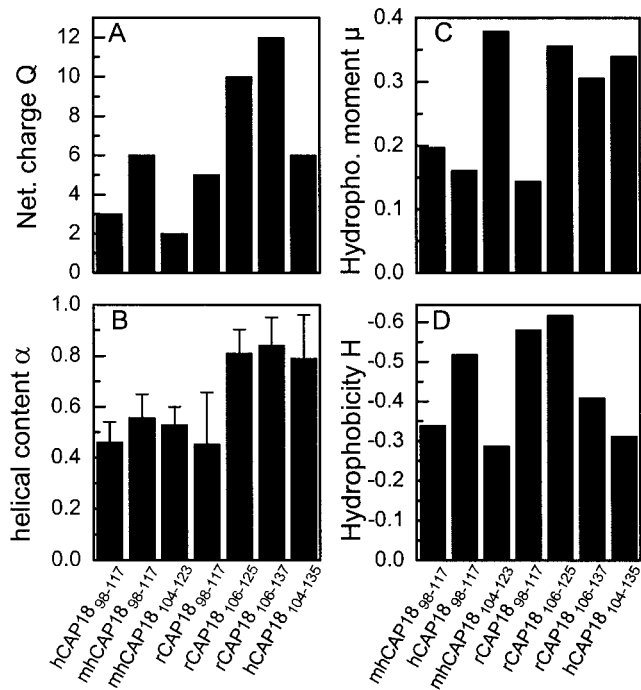 A
Net. charge Q
12
10
8
6
4
2
0
C
Hydropho. moment μ
0.4
0.3
0.2
0.1
0.0
B
helical content α
1.0
0.8
0.6
0.4
0.2
0.0
D
Hydrophobicity H
-0.6
-0.5
-0.4
-0.3
-0.2
-0.1
0.0
hCAP18 98-117
mhCAP18 98-117
mhCAP18 104-123
rCAP18 98-117
rCAP18 106-125
rCAP18 106-137
hCAP18 104-135
mhCAP18 98-117
hCAP18 98-117
mhCAP18 104-123
rCAP18 98-117
rCAP18 106-125
rCAP18 106-137
hCAP18 104-135